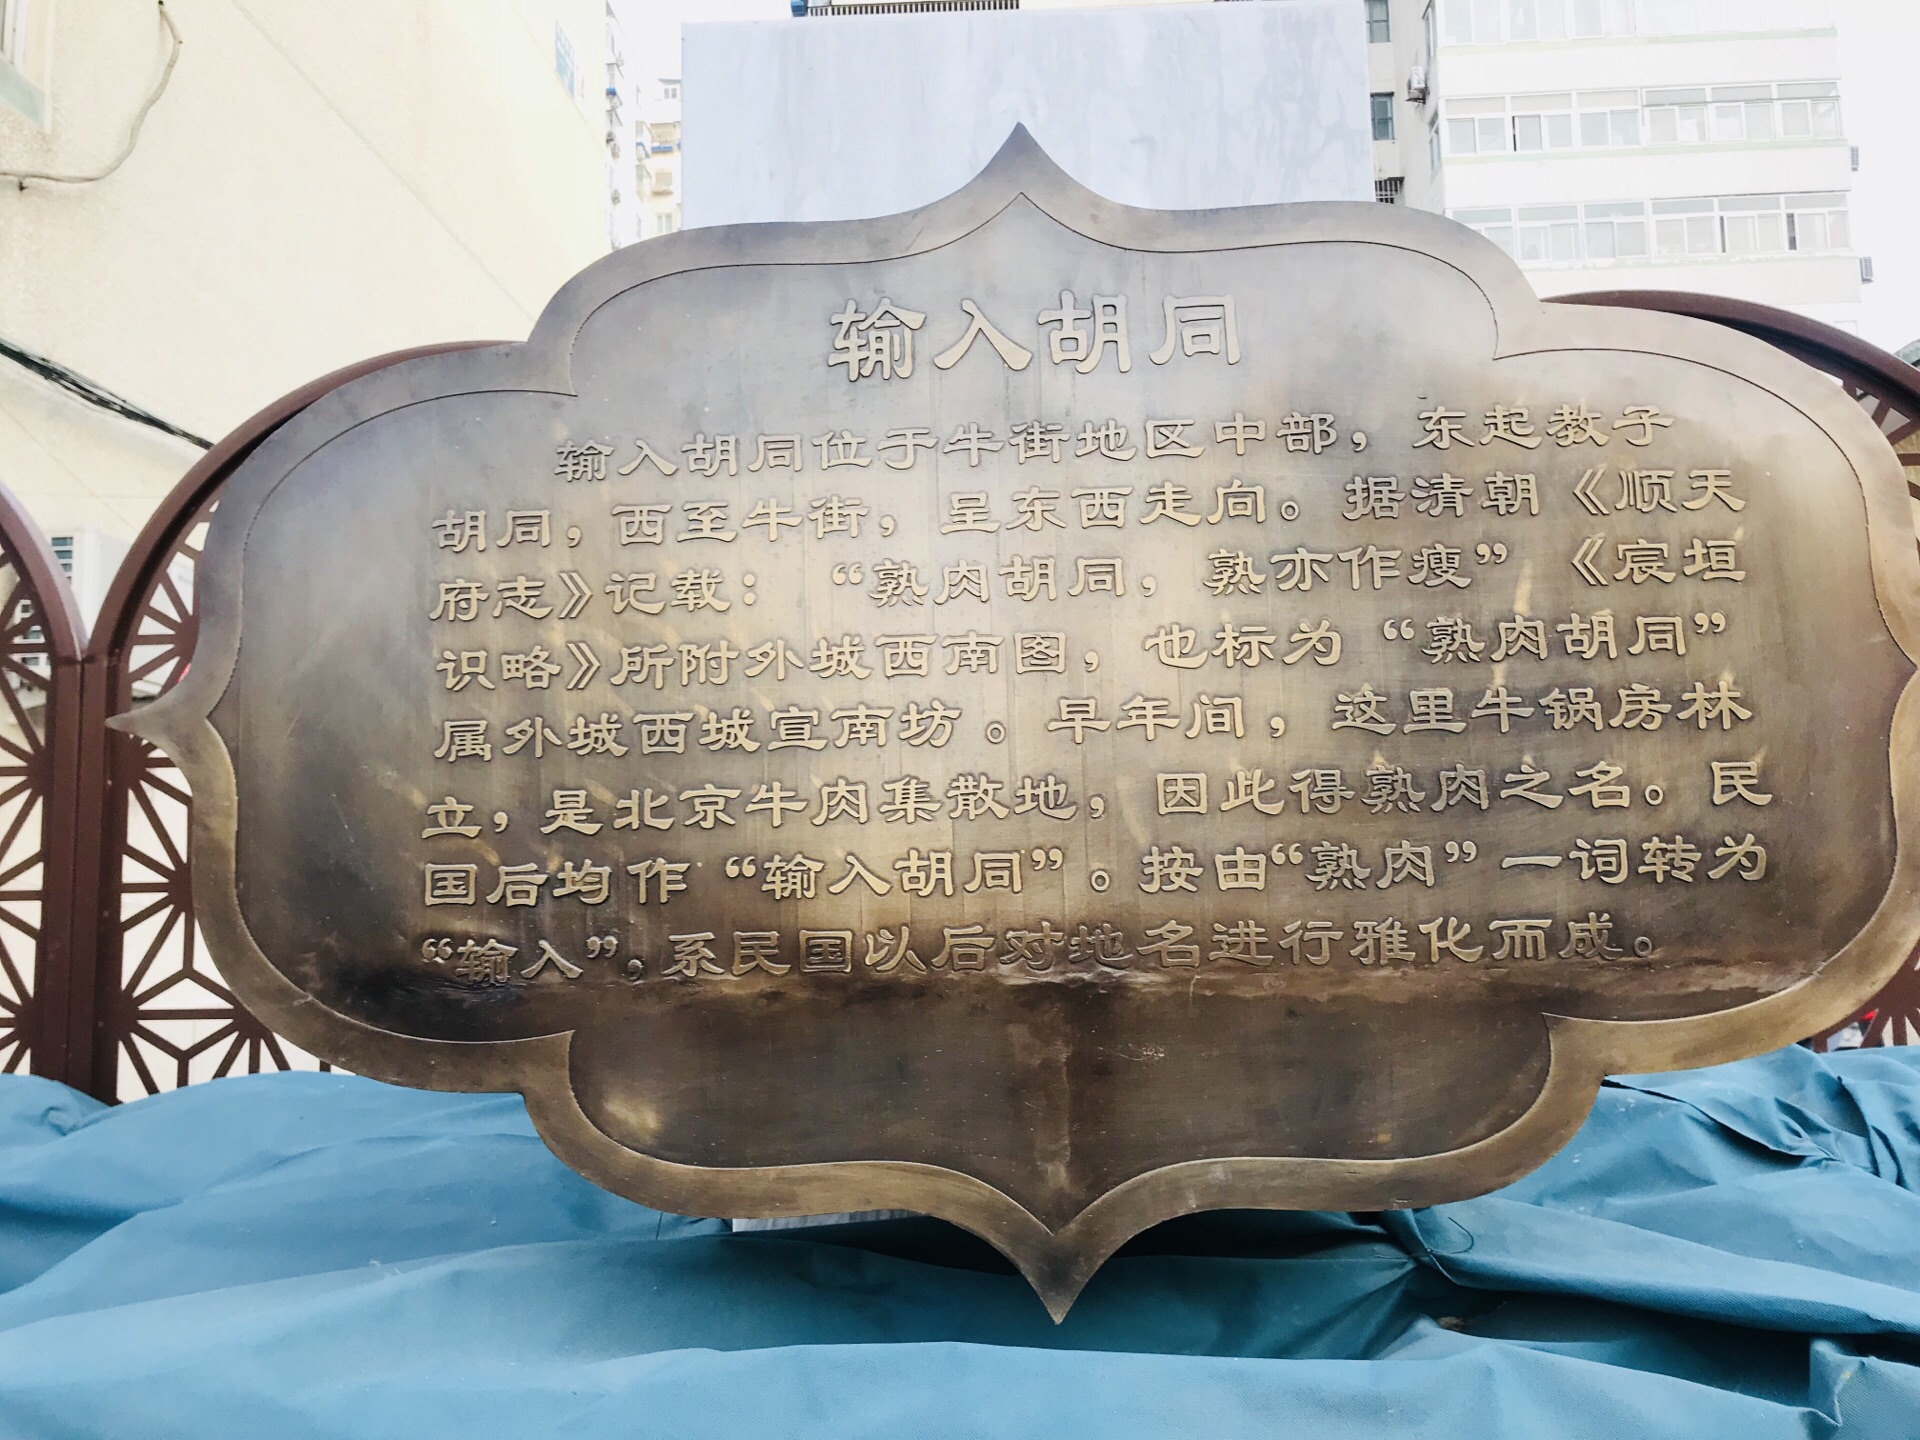 输入胡同
输入胡同位于牛街地区中部，东起教子
胡同，西至牛街，呈东西走向。据清朝《顺天
府志》记载：“熟肉胡同，熟亦作瘦”《宸垣
识略》所附外城西南图，也标为“熟肉胡同”
属外城西城宣南坊。早年间，这里牛锅房林
立，是北京牛肉集散地，因此得熟肉之名。民
国后均作“输入胡同”。按由“熟肉”一词转为
“输入”，系民国以后对地名进行雅化而成。